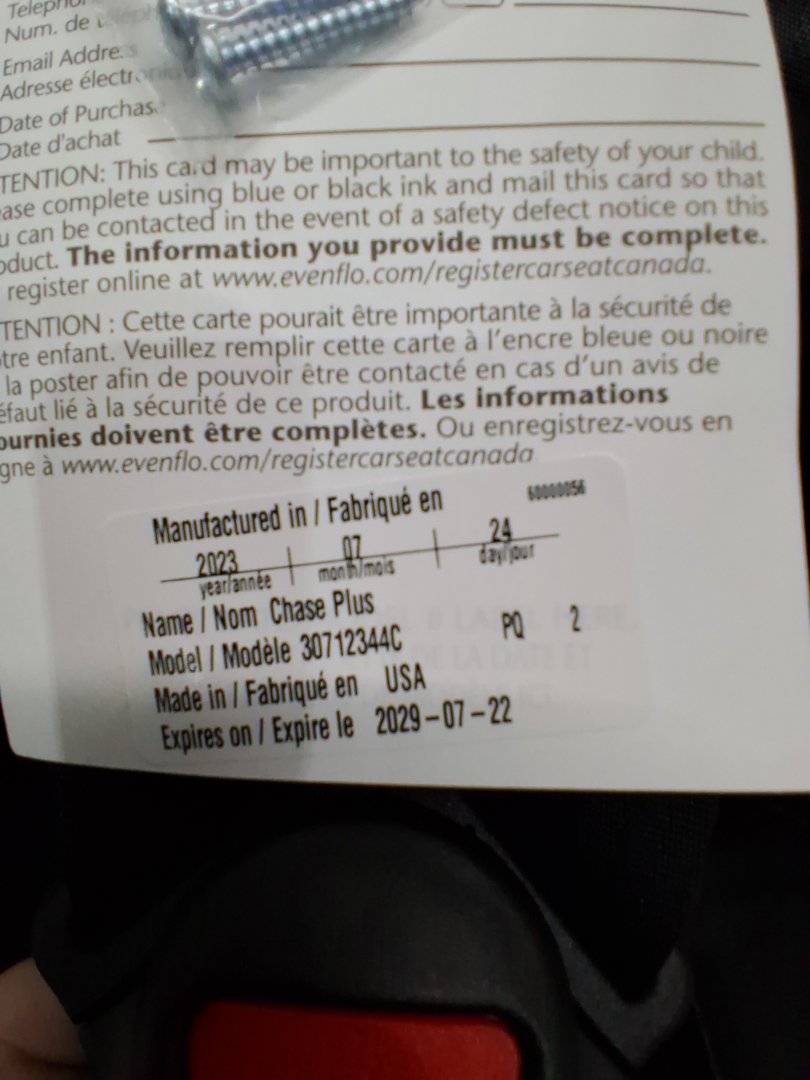 Num. de
Email Addre
Adresse électr
Date of Purchas
Date d'achat
TENTION: This card may be important to the safety of your child.
ase complete using blue or black ink and mail this card so that
u can be contacted in the event of a safety defect notice on this
oduct. The information you provide must be complete.
register online at www.evenflo.com/registercarseatcanada.
TENTION : Cette carte pourait être importante à la sécurité de
tre enfant. Veuillez remplir cette carte à l'encre bleue ou noire
la poster afin de pouvoir être contacté en cas d'un avis de
éfaut lié à la sécurité de ce produit. Les informations
ournies doivent être complètes. Ou enregistrez-vous en
gne à www.evenflo.com/registercarseatcanada
Manufactured in / Fabriqué en 60000056
2023 07 24
year/année month/mois day/jour
Name / Nom Chase Plus
Model / Modèle 30712344C PQ 2
Made in / Fabriqué en USA
Expires on / Expire le 2029-07-22